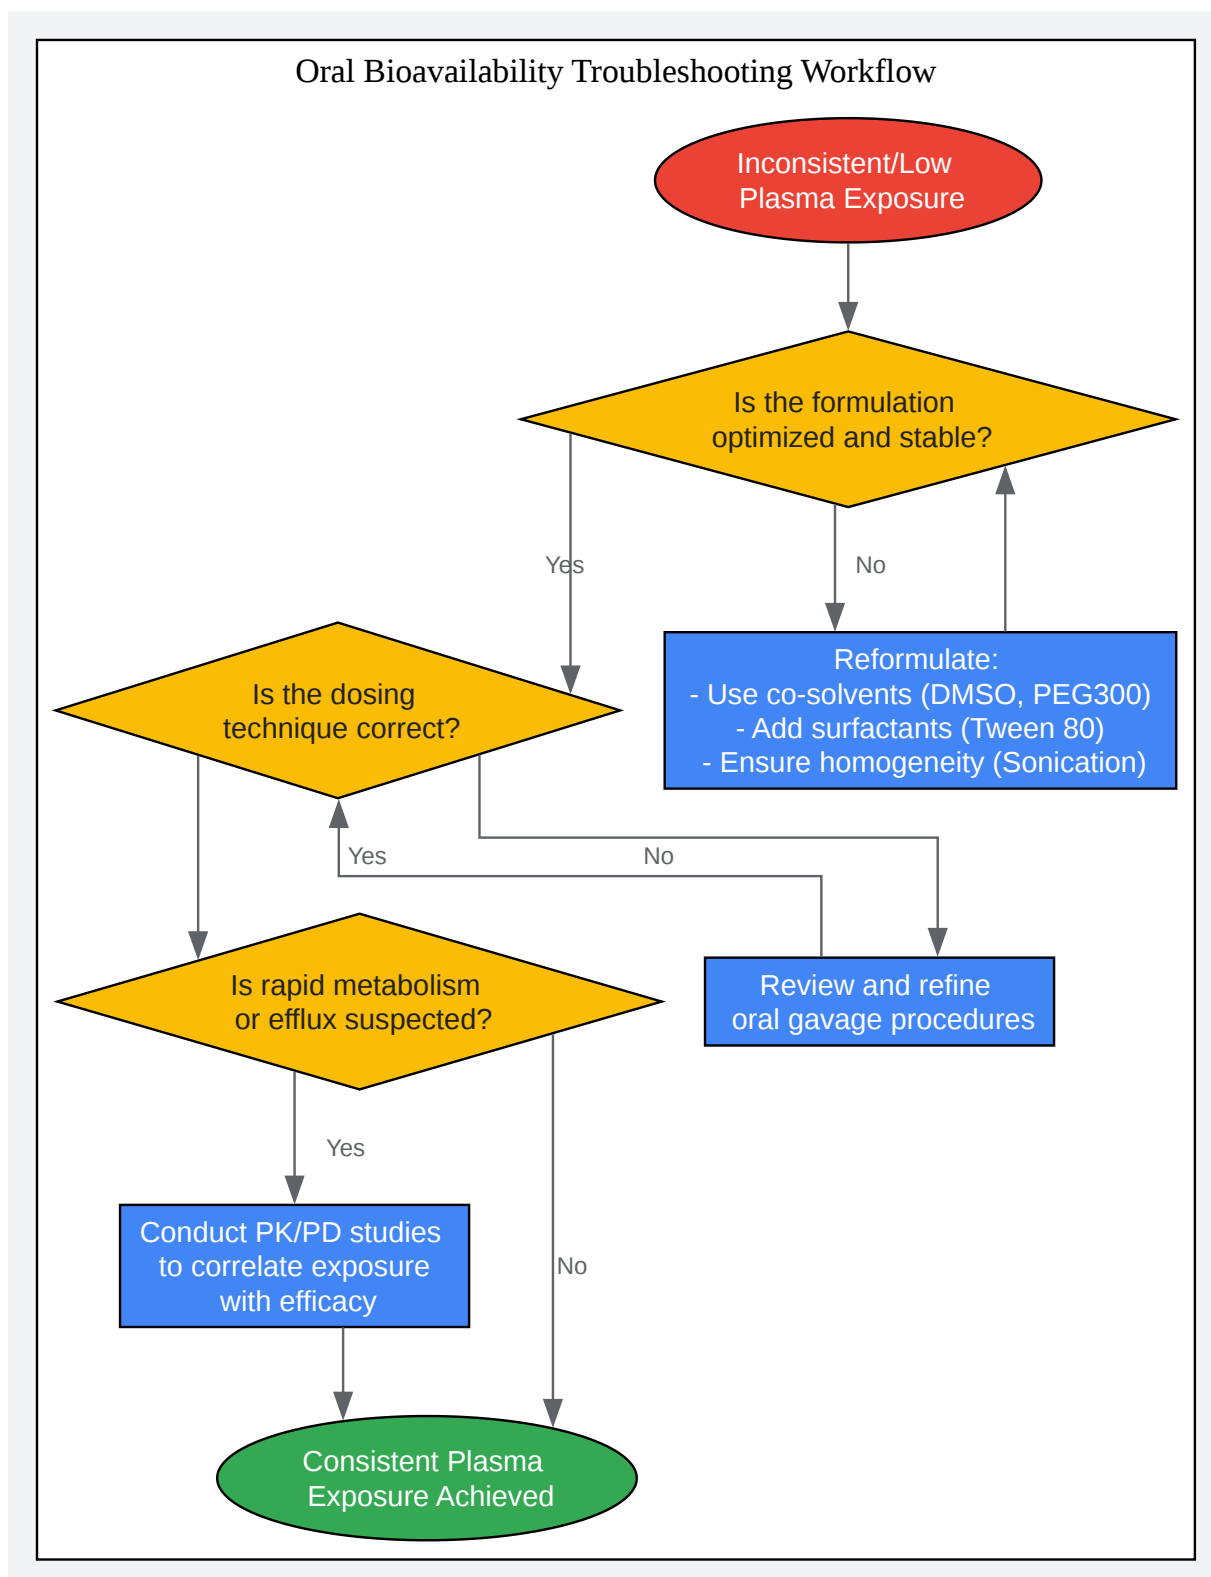 Oral Bioavailability Troubleshooting Workflow
Inconsistent/Low
Plasma Exposure
Is the formulation
optimized and stable?
Yes
No
Reformulate:
- Use co-solvents (DMSO, PEG300)
- Add surfactants (Tween 80)
- Ensure homogeneity (Sonication)
Is the dosing
technique correct?
Yes
No
Review and refine
oral gavage procedures
Is rapid metabolism
or efflux suspected?
Yes
No
Conduct PK/PD studies
to correlate exposure
with efficacy
Consistent Plasma
Exposure Achieved